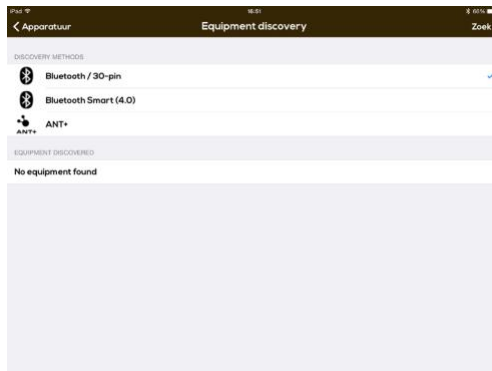 iPad 16:51 65%
Apparatuur Equipment discovery Zoek
DISCOVERY METHODS
Bluetooth / 30-pin
Bluetooth Smart (4.0)
ANT+ ANT+
EQUIPMENT DISCOVERED
No equipment found